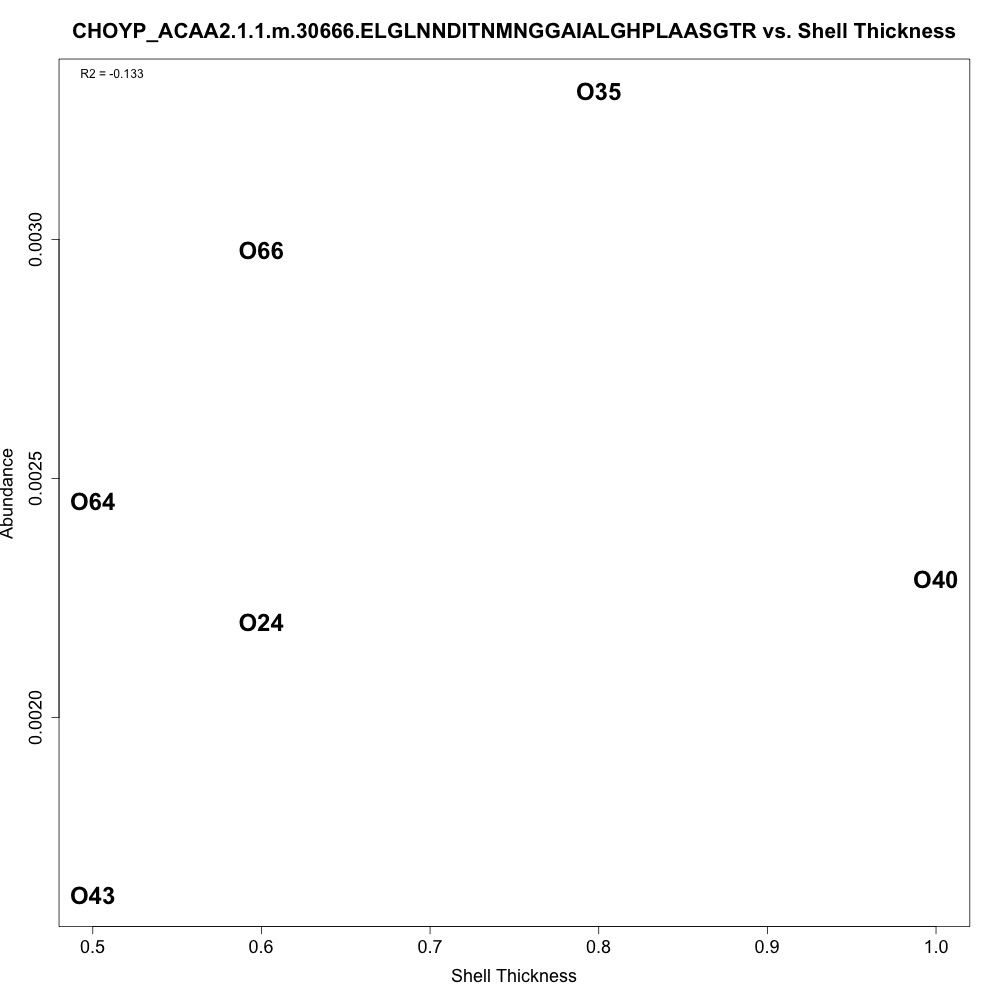 CHOYP_ACAA2.1.1.m.30666.ELGLNNDITNMNGGAIALGHPLAASGTR vs. Shell Thickness
R2 = -0.133
O35
O66
O64
O40
O24
O43
Abundance
0.0030
0.0025
0.0020
0.5 0.6 0.7 0.8 0.9 1.0
Shell Thickness